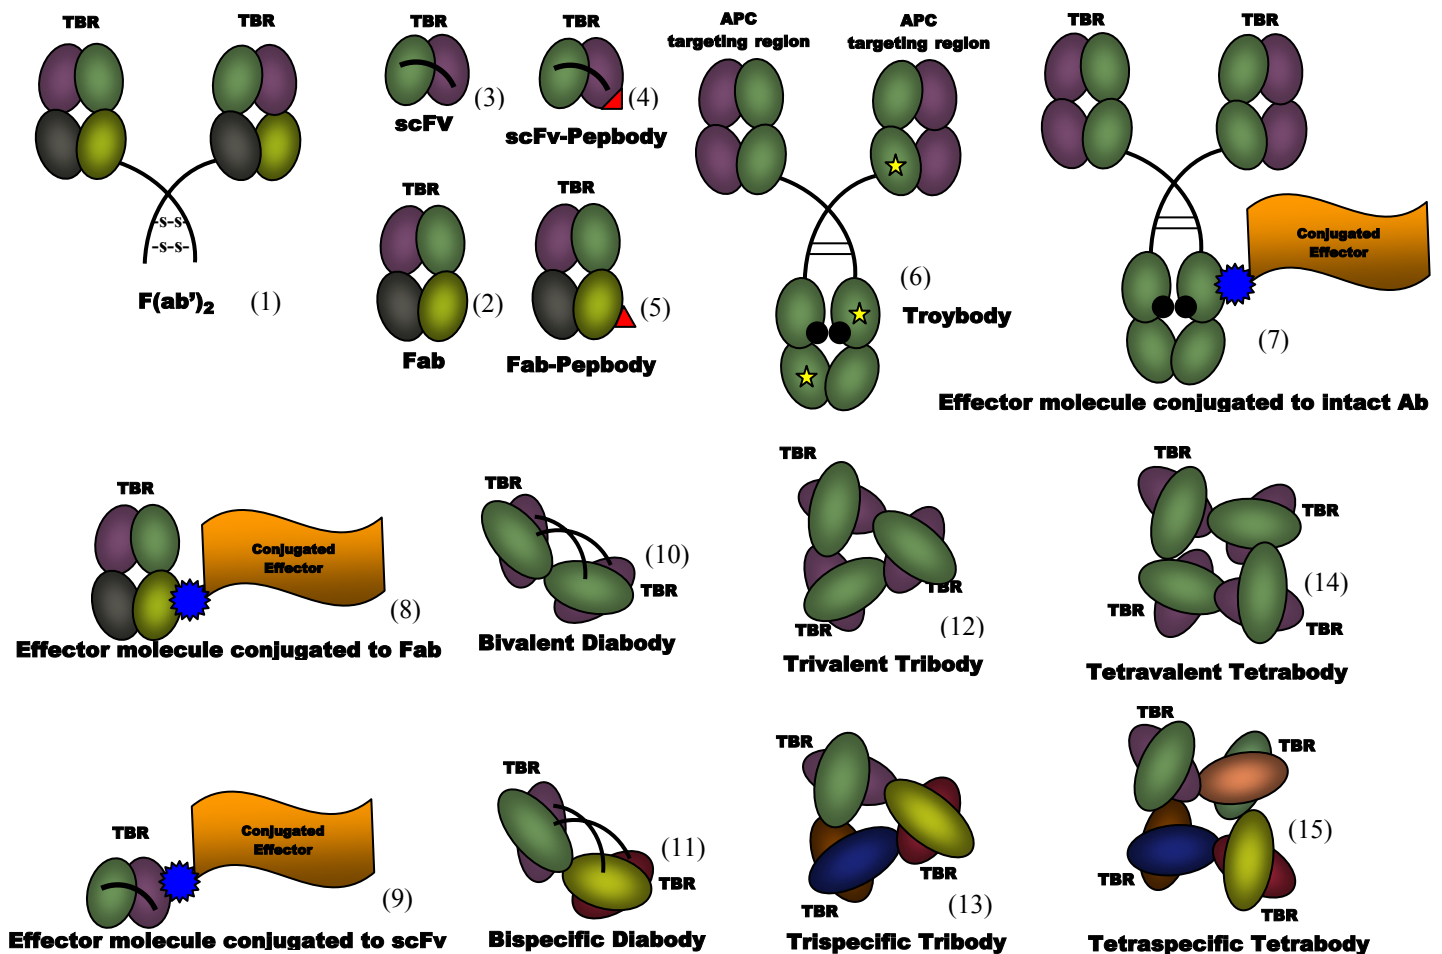 TBR
TBR
-s-s-
-s-s-
F(ab’)₂
(1)
TBR
(3)
scFV
TBR
(4)
scFv-Pepbody
TBR
(2)
Fab
TBR
(5)
Fab-Pepbody
APC
targeting region
APC
targeting region
(6)
Troybody
TBR
TBR
Conjugated
Effector
(7)
Effector molecule conjugated to intact Ab
TBR
Conjugated
Effector
(8)
Effector molecule conjugated to Fab
TBR
(10)
TBR
Bivalent Diabody
TBR
TBR
TBR
(12)
Trivalent Tribody
TBR
TBR
(14)
TBR
TBR
Tetravalent Tetrabody
TBR
Conjugated
Effector
(9)
Effector molecule conjugated to scFv
TBR
(11)
TBR
Bispecific Diabody
TBR
TBR
TBR
(13)
Trispecific Tribody
TBR
TBR
(15)
TBR
TBR
Tetraspecific Tetrabody